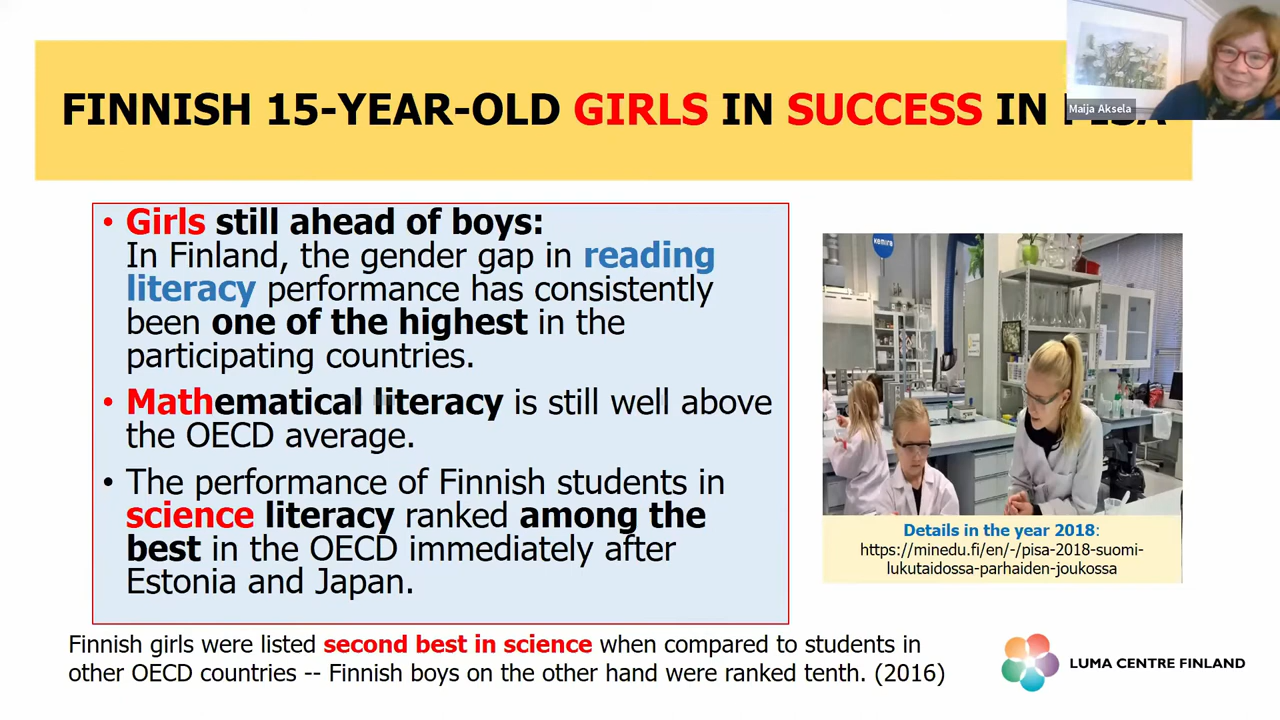 FINNISH 15-YEAR-OLD GIRLS IN SUCCESS IN
Maija Aksela
• Girls still ahead of boys:
In Finland, the gender gap in reading
literacy performance has consistently
been one of the highest in the
participating countries.
• Mathematical literacy is still well above
the OECD average.
• The performance of Finnish students in
science literacy ranked among the
best in the OECD immediately after
Estonia and Japan.
kemira
Details in the year 2018:
https://minedu.fi/en/-/pisa-2018-suomi-
lukutaidossa-parhaiden-joukossa
Finnish girls were listed second best in science when compared to students in
other OECD countries -- Finnish boys on the other hand were ranked tenth. (2016)
LUMA CENTRE FINLAND